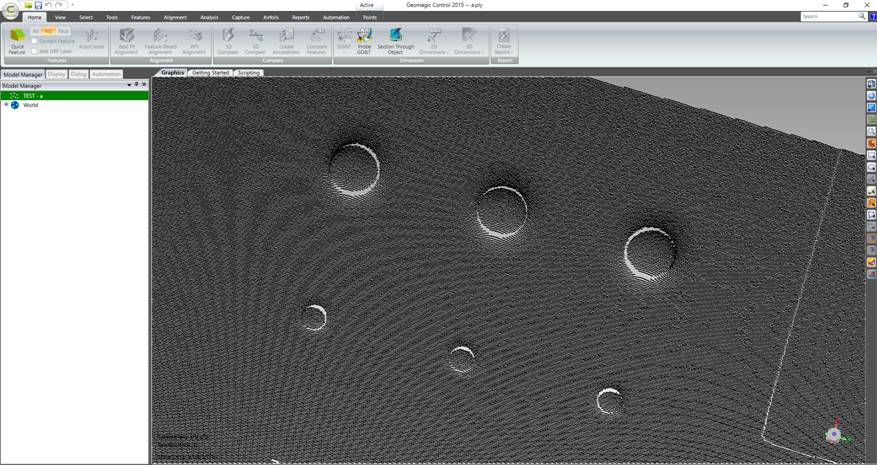 Active
Geomagic Control 2015 -- a.ply
Home View Select Tools Features Alignment Analysis Capture Airfoils Reports Automation Points
Search
Quick Feature
All Face
Contact Feature
Add ORF Label
AutoCreate
Best Fit Alignment
Feature-Based Alignment
RPS Alignment
3D Compare
2D Compare
Create Annotations
Compare Features
GD&T
Probe GD&T
Section Through Object
2D Dimensions
3D Dimensions
Create Report
Features Alignment Compare Dimension Report
Model Manager Display Dialog Automation
Graphics Getting Started Scripting
Model Manager
TEST - a
World